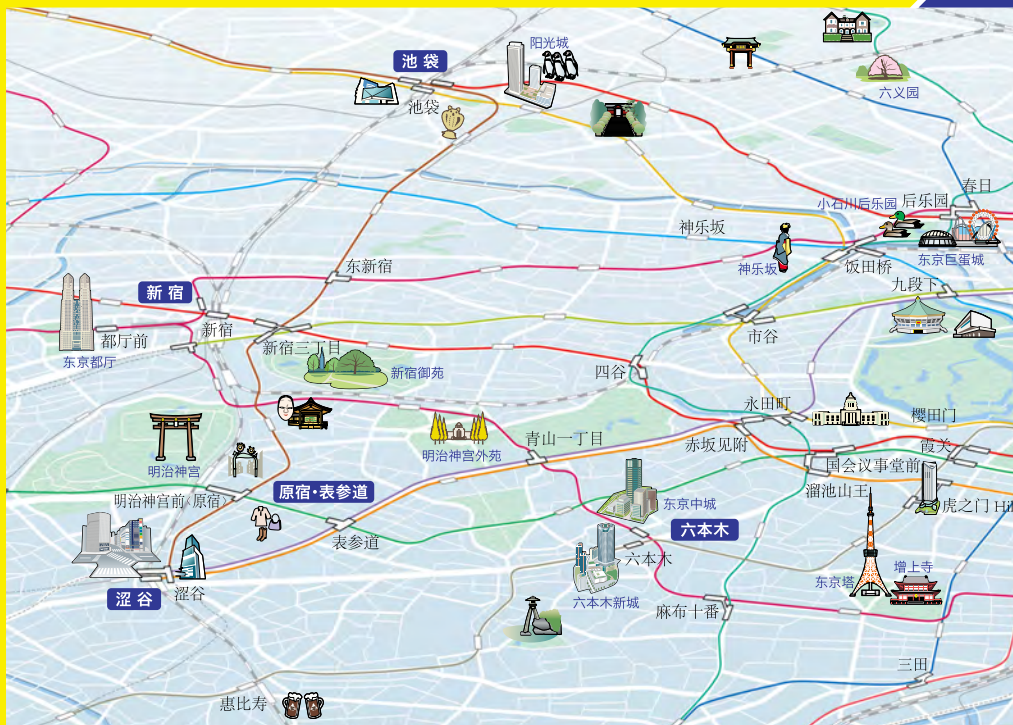 池袋
阳光城
池袋
六义园
春日
后乐园
小石川后乐园
神乐坂
神乐坂
饭田桥
东京巨蛋城
东新宿
九段下
新宿
新宿
都厅前
东京都厅
新宿三丁目
市谷
新宿御苑
四谷
永田町
樱田门
明治神宫
明治神宫外苑
青山一丁目
赤坂见附
霞关
国会议事堂前
原宿·表参道
明治神宫前〈原宿〉
溜池山王
东京中城
虎之门 Hil
表参道
六本木
六本木
涩谷
涩谷
六本木新城
东京塔
增上寺
麻布十番
三田
惠比寿